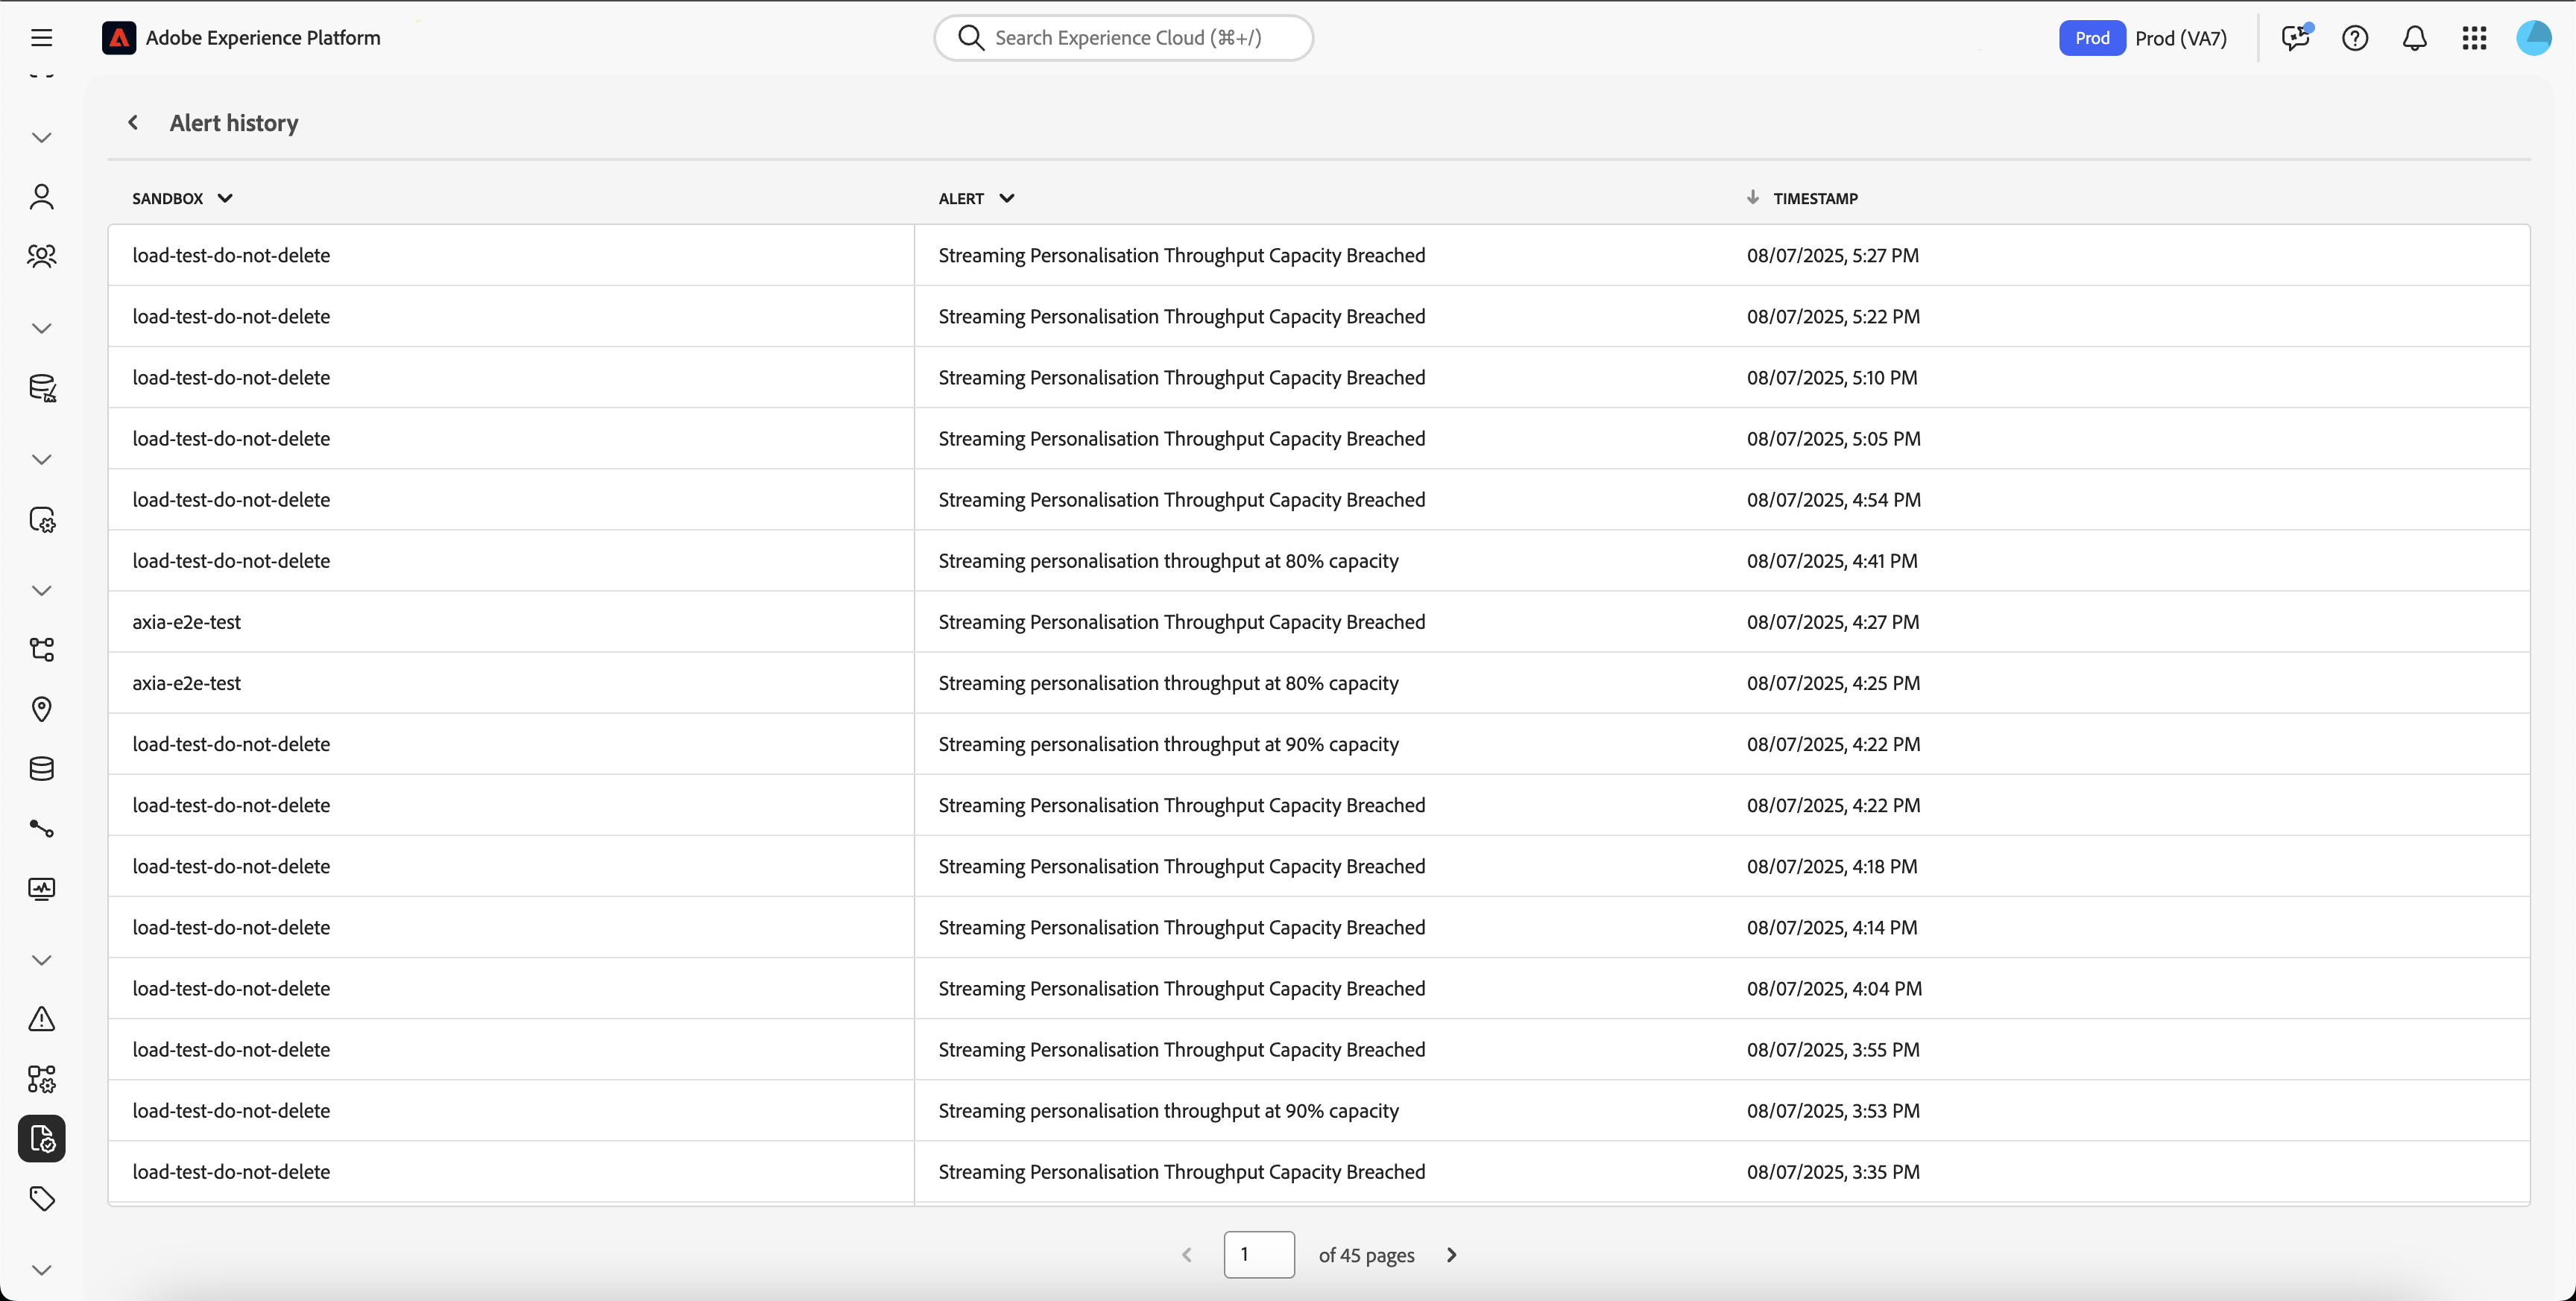 Adobe Experience Platform
Search Experience Cloud (⌘+/)
Prod Prod (VA7)
Alert history
SANDBOX ALERT TIMESTAMP
load-test-do-not-delete Streaming Personalisation Throughput Capacity Breached 08/07/2025, 5:27 PM
load-test-do-not-delete Streaming Personalisation Throughput Capacity Breached 08/07/2025, 5:22 PM
load-test-do-not-delete Streaming Personalisation Throughput Capacity Breached 08/07/2025, 5:10 PM
load-test-do-not-delete Streaming Personalisation Throughput Capacity Breached 08/07/2025, 5:05 PM
load-test-do-not-delete Streaming Personalisation Throughput Capacity Breached 08/07/2025, 4:54 PM
load-test-do-not-delete Streaming personalisation throughput at 80% capacity 08/07/2025, 4:41 PM
axia-e2e-test Streaming Personalisation Throughput Capacity Breached 08/07/2025, 4:27 PM
axia-e2e-test Streaming personalisation throughput at 80% capacity 08/07/2025, 4:25 PM
load-test-do-not-delete Streaming personalisation throughput at 90% capacity 08/07/2025, 4:22 PM
load-test-do-not-delete Streaming Personalisation Throughput Capacity Breached 08/07/2025, 4:22 PM
load-test-do-not-delete Streaming Personalisation Throughput Capacity Breached 08/07/2025, 4:18 PM
load-test-do-not-delete Streaming Personalisation Throughput Capacity Breached 08/07/2025, 4:14 PM
load-test-do-not-delete Streaming Personalisation Throughput Capacity Breached 08/07/2025, 4:04 PM
load-test-do-not-delete Streaming Personalisation Throughput Capacity Breached 08/07/2025, 3:55 PM
load-test-do-not-delete Streaming personalisation throughput at 90% capacity 08/07/2025, 3:53 PM
load-test-do-not-delete Streaming Personalisation Throughput Capacity Breached 08/07/2025, 3:35 PM
1 of 45 pages